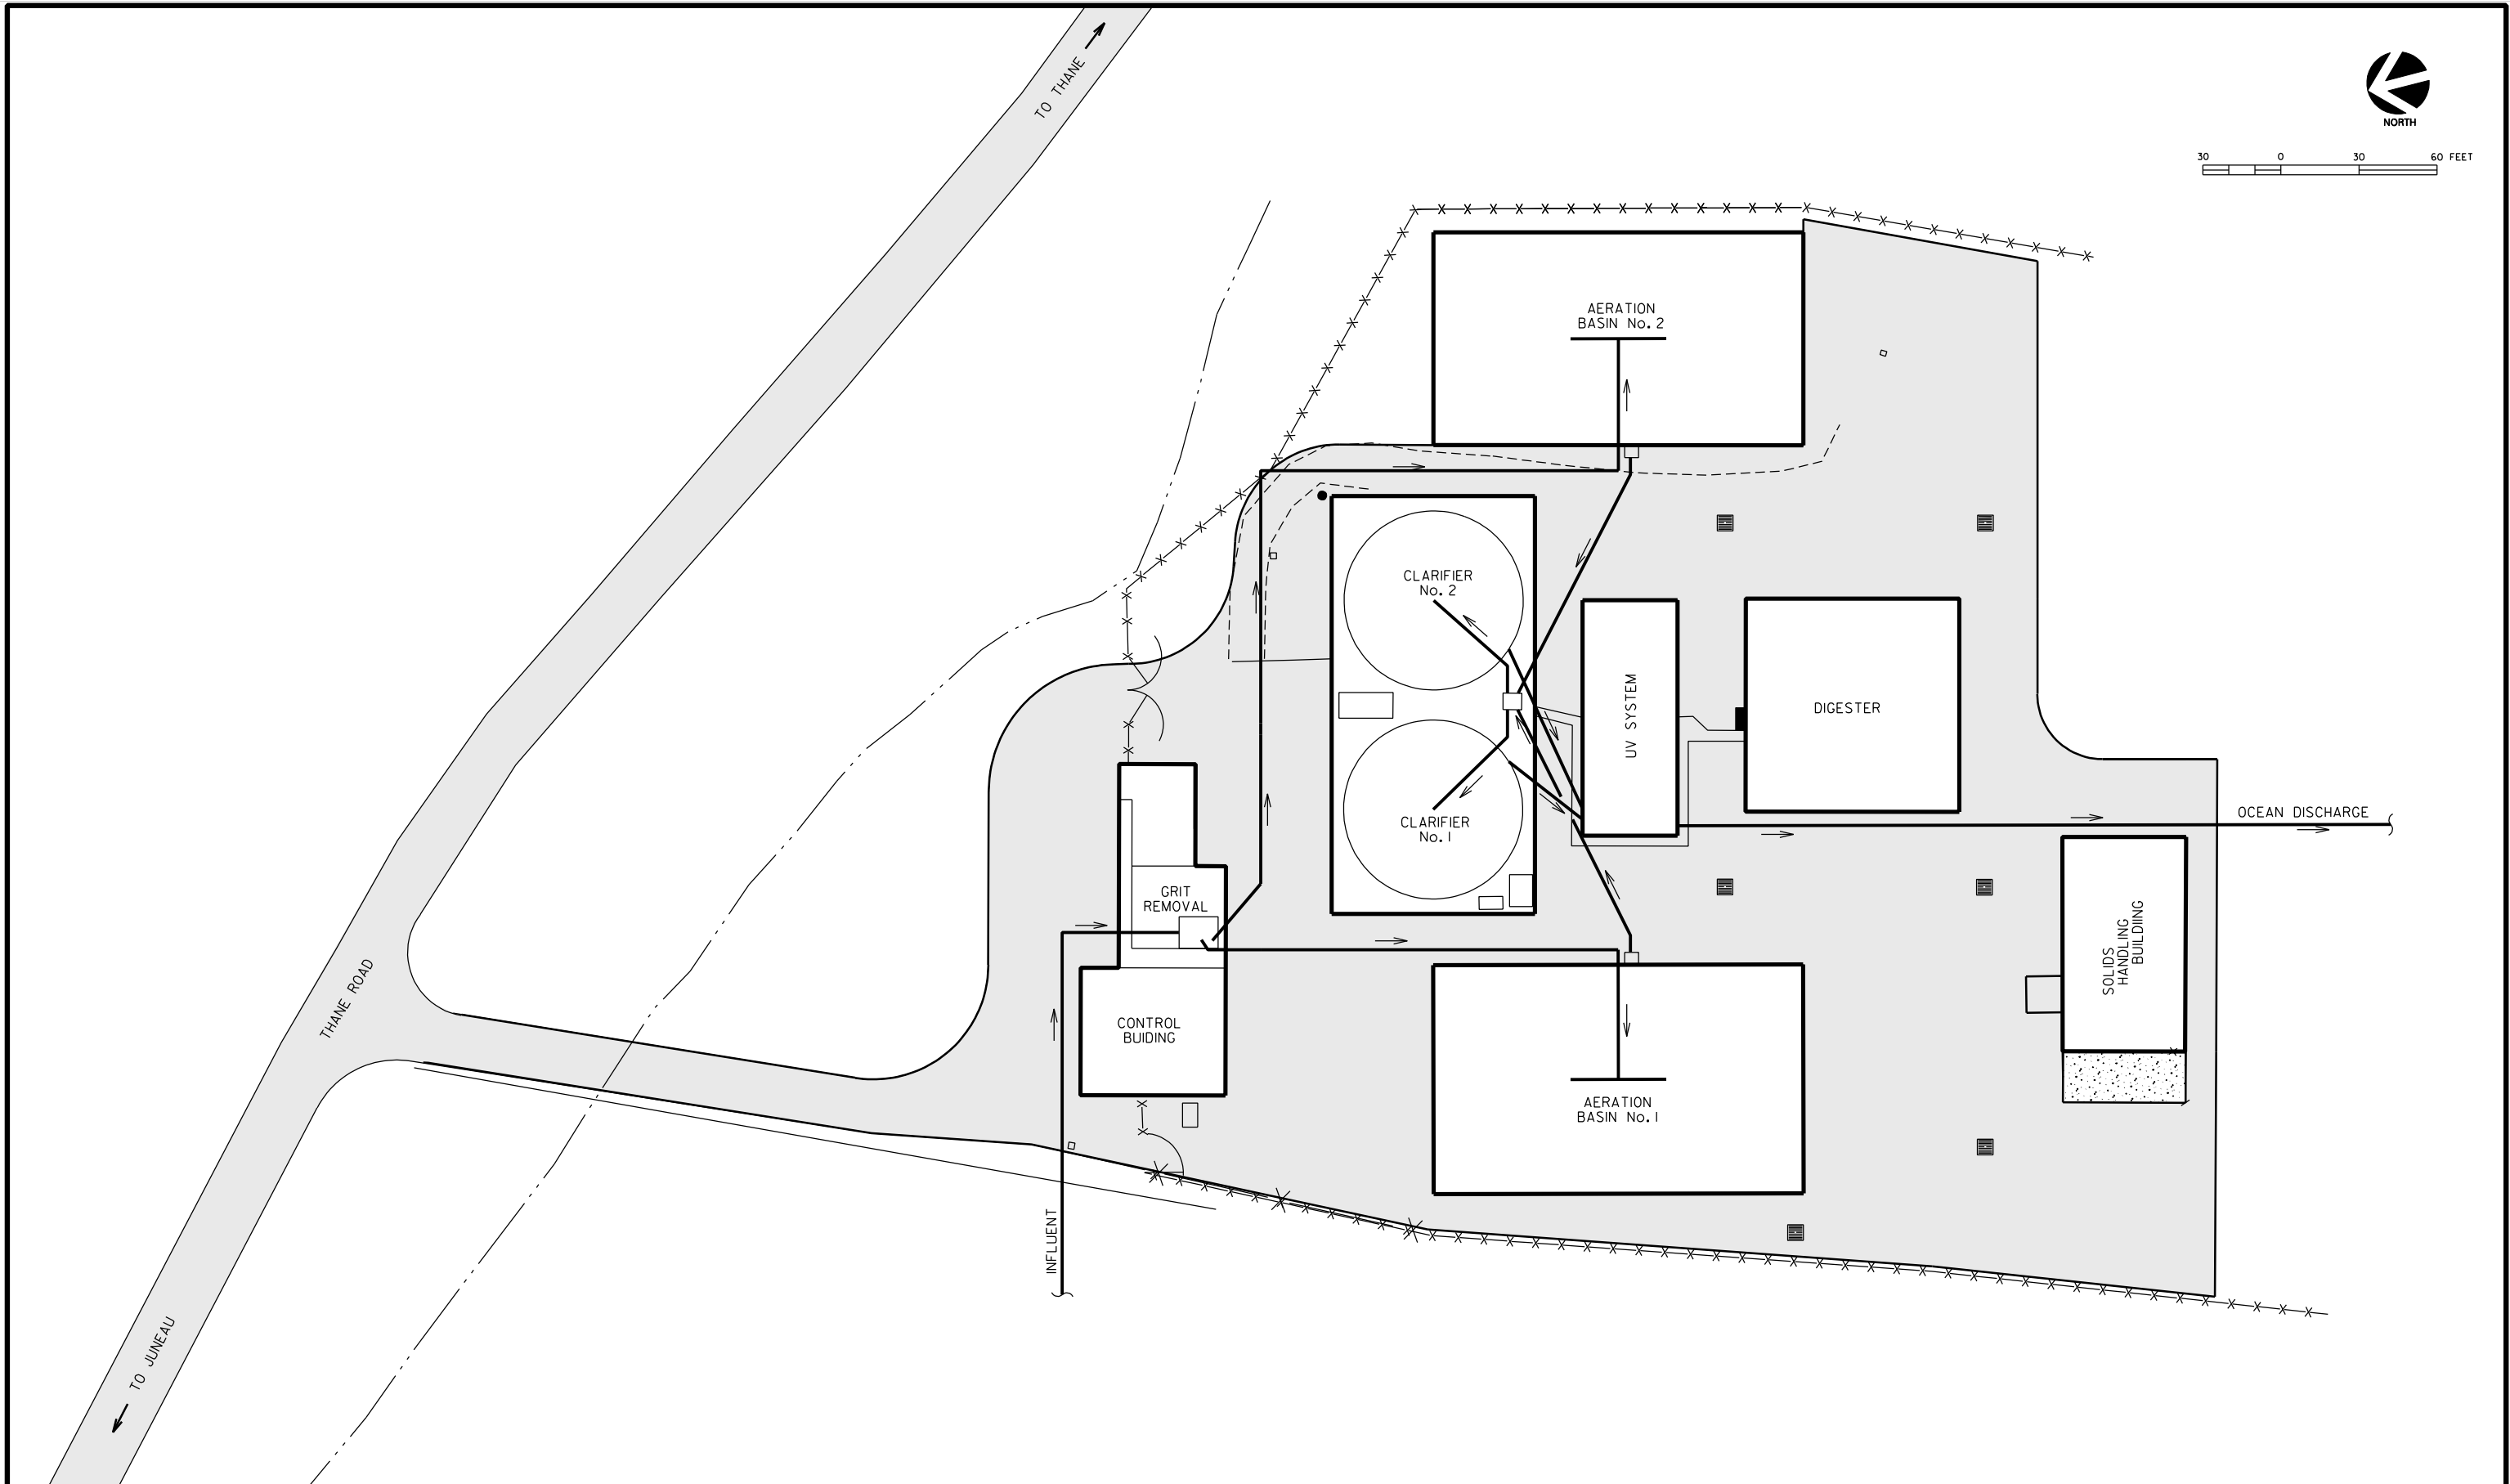 TO THANE
NORTH
30 0 30 60 FEET
AERATION
BASIN No. 2
CLARIFIER
No. 2
UV SYSTEM
DIGESTER
OCEAN DISCHARGE
CLARIFIER
No. 1
GRIT
REMOVAL
SOLIDS
HANDLING
BUILDIING
THANE ROAD
CONTROL
BUIDING
AERATION
BASIN No. 1
INFLUENT
TO JUNEAU